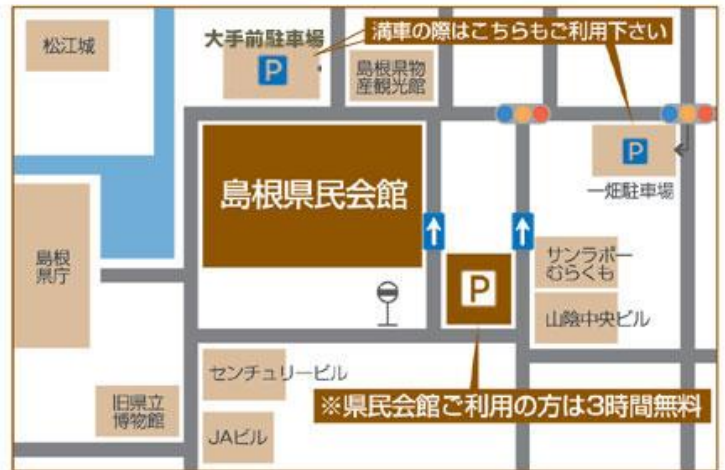 松江城
大手前駐車場
P
満車の際はこちらもご利用下さい
島根県物
産観光館
島根県民会館
P
一畑駐車場
島根
県庁
P
サンラポー
むらくも
山陰中央ビル
センチュリービル
※県民会館ご利用の方は3時間無料
旧県立
博物館
JAビル